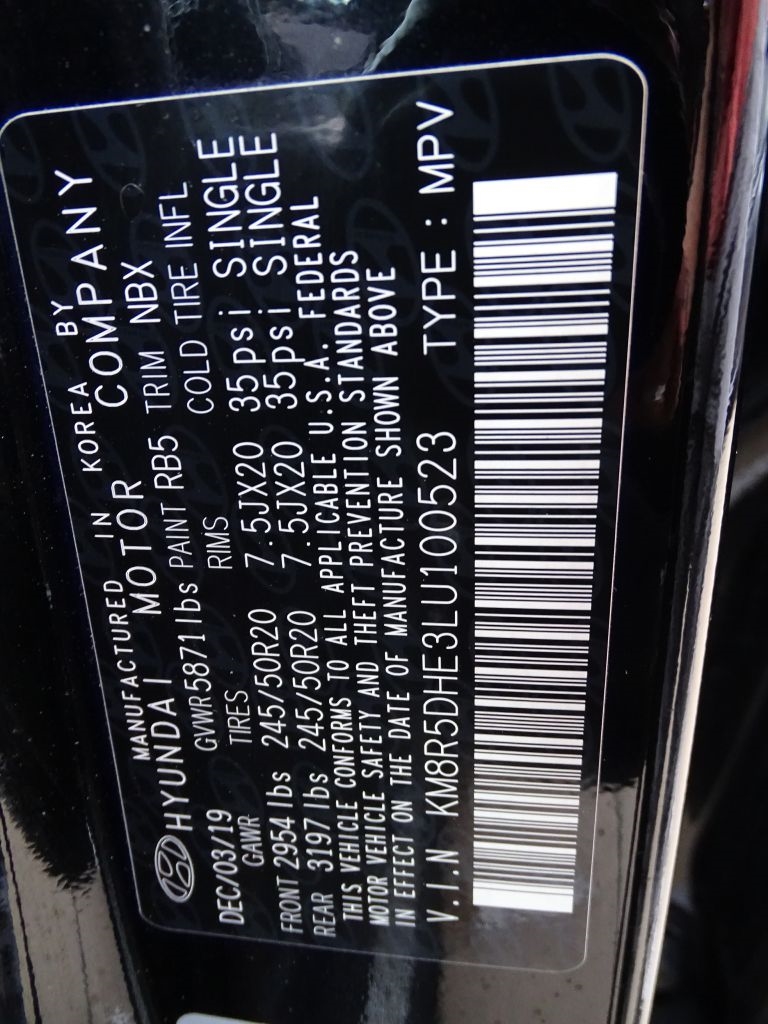 MANUFACTURED IN KOREA BY
HYUNDAI MOTOR COMPANY
DEC/03/19 GVWR 5871 lbs PAINT RB5 TRIM NBX
GAWR TIRES RIMS COLD TIRE INFL
FRONT 2954 lbs 245/50R20 7.5JX20 35psi SINGLE
REAR 3197 lbs 245/50R20 7.5JX20 35psi SINGLE
THIS VEHICLE CONFORMS TO ALL APPLICABLE U.S.A. FEDERAL
MOTOR VEHICLE SAFETY AND THEFT PREVENTION STANDARDS
IN EFFECT ON THE DATE OF MANUFACTURE SHOWN ABOVE
V.I.N KM8R5DHE3LU100523 TYPE : MPV